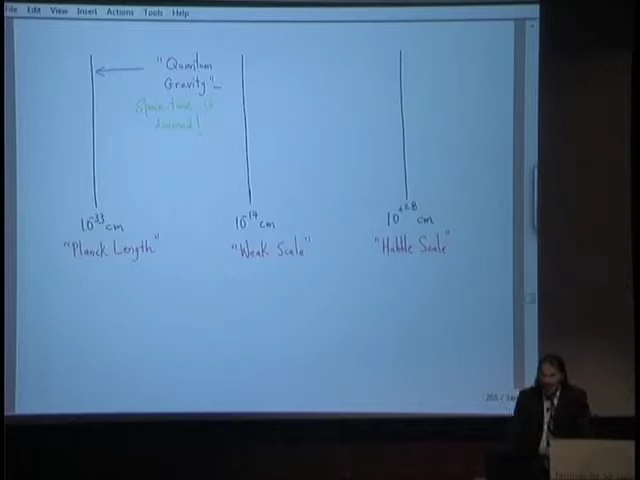 File Edit View Insert Actions Tools Help
"Quantum
Gravity"
Space-time is
doomed!
10^-33 cm
10^-17 cm
10^+28 cm
"Planck Length"
"Weak Scale"
"Hubble Scale"